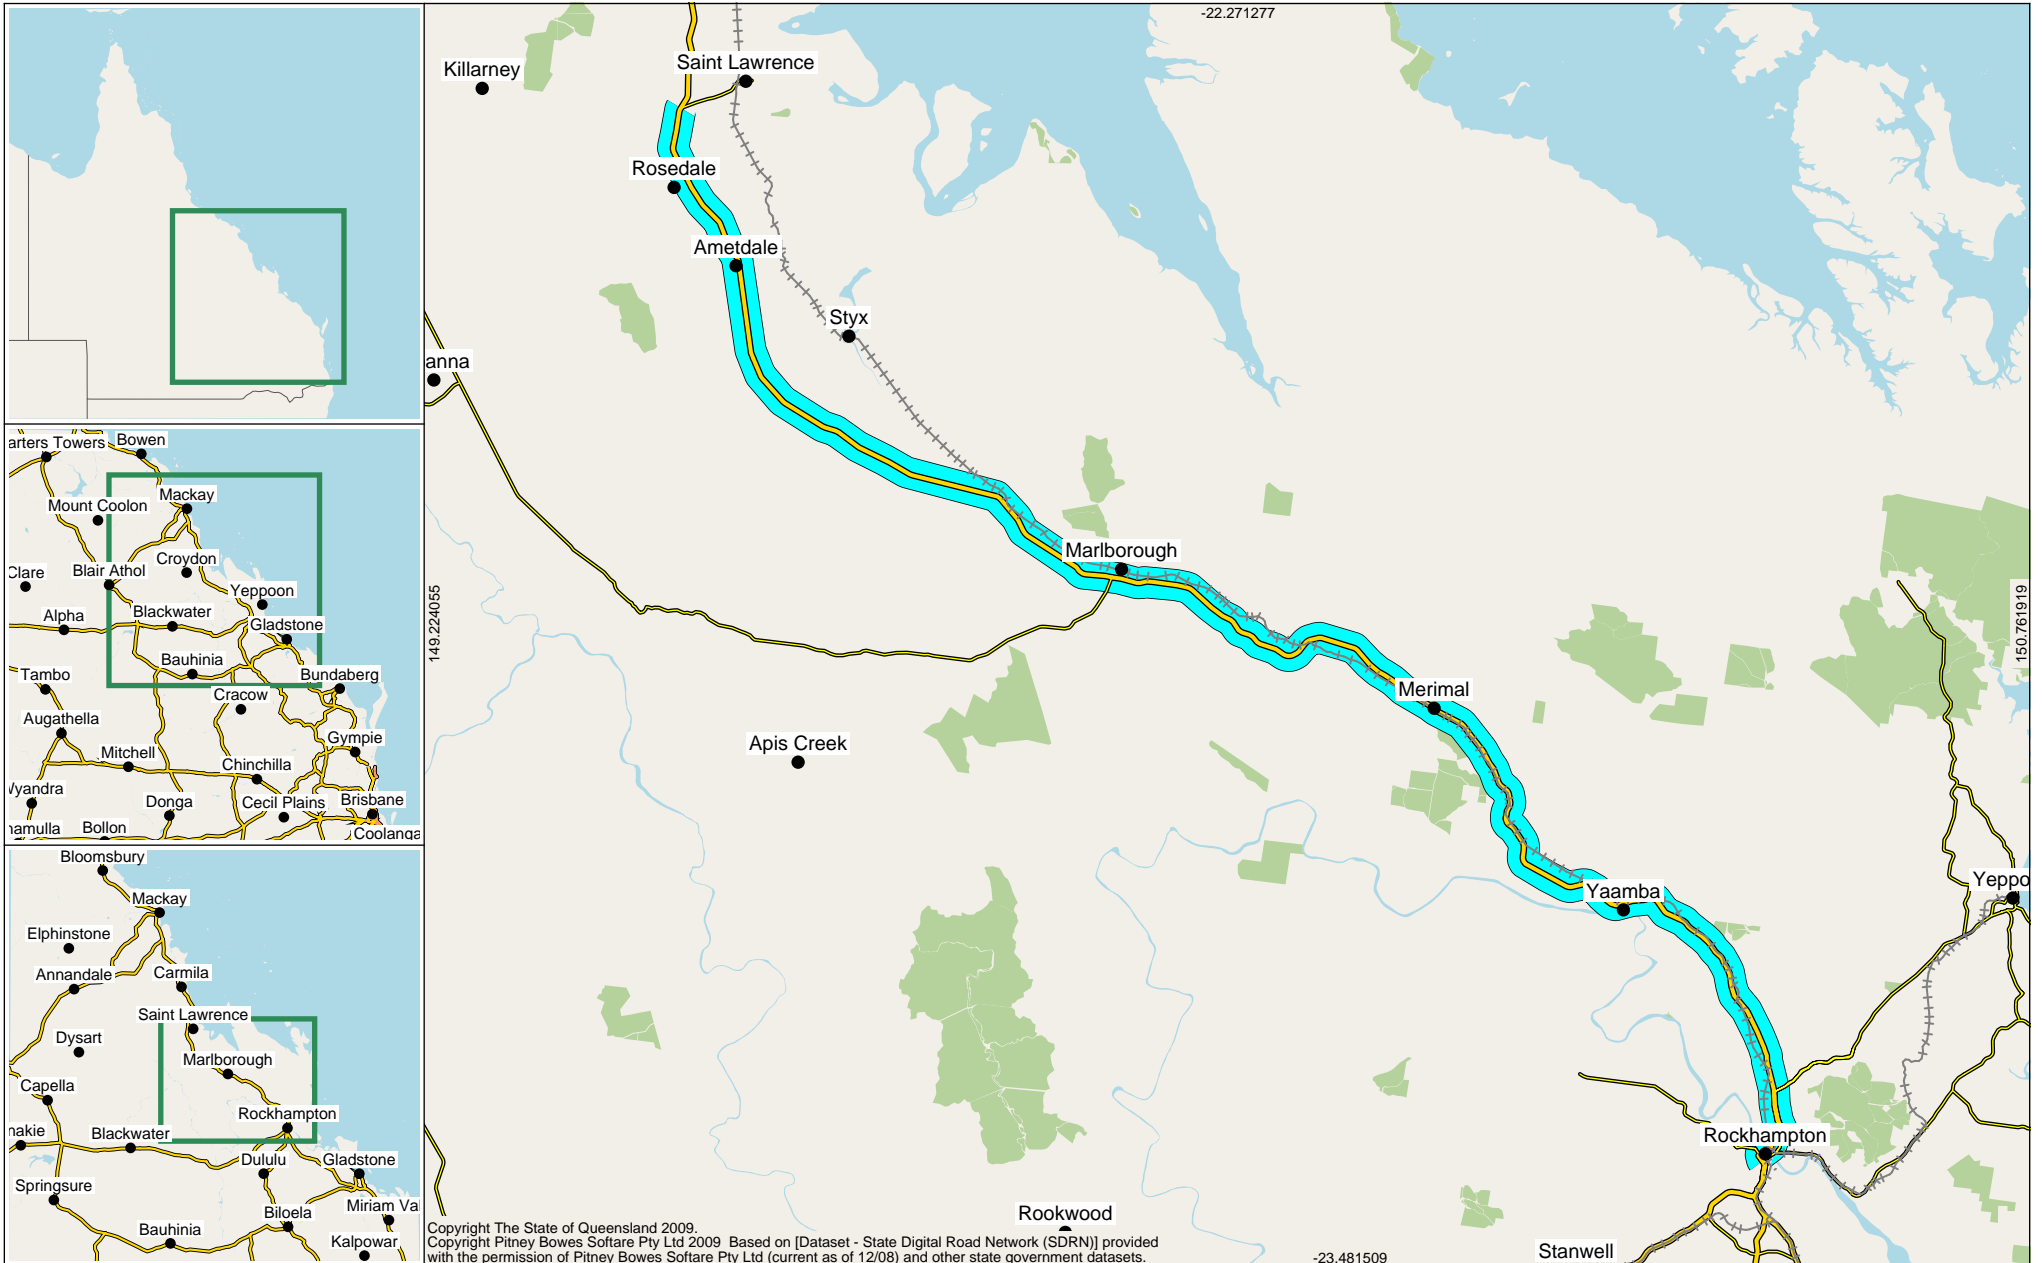 arters Towers
Bowen
Mackay
Mount Coolon
Croydon
Clare
Blair Athol
Yeppoon
Alpha
Blackwater
Gladstone
Bauhinia
Tambo
Bundaberg
Cracow
Augathella
Gympie
Mitchell
Chinchilla
Wyandra
Donga
Cecil Plains
Brisbane
namulla
Bollon
Coolanga
Bloomsbury
Mackay
Elphinstone
Annandale
Carmila
Saint Lawrence
Dysart
Marlborough
Capella
Rockhampton
nakie
Blackwater
Dululu
Gladstone
Springsure
Biloela
Miriam Va
Bauhinia
Kalpowar
-22.271277
Killarney
Saint Lawrence
Rosedale
Ametdale
Styx
anna
Marlborough
149.224055
150.761919
Merimal
Apis Creek
Yaamba
Yeppo
Rockhampton
Rookwood
Stanwell
-23.481509
Copyright The State of Queensland 2009.
Copyright Pitney Bowes Softare Pty Ltd 2009 Based on [Dataset - State Digital Road Network (SDRN)] provided
with the permission of Pitney Bowes Softare Pty Ltd (current as of 12/08) and other state government datasets.